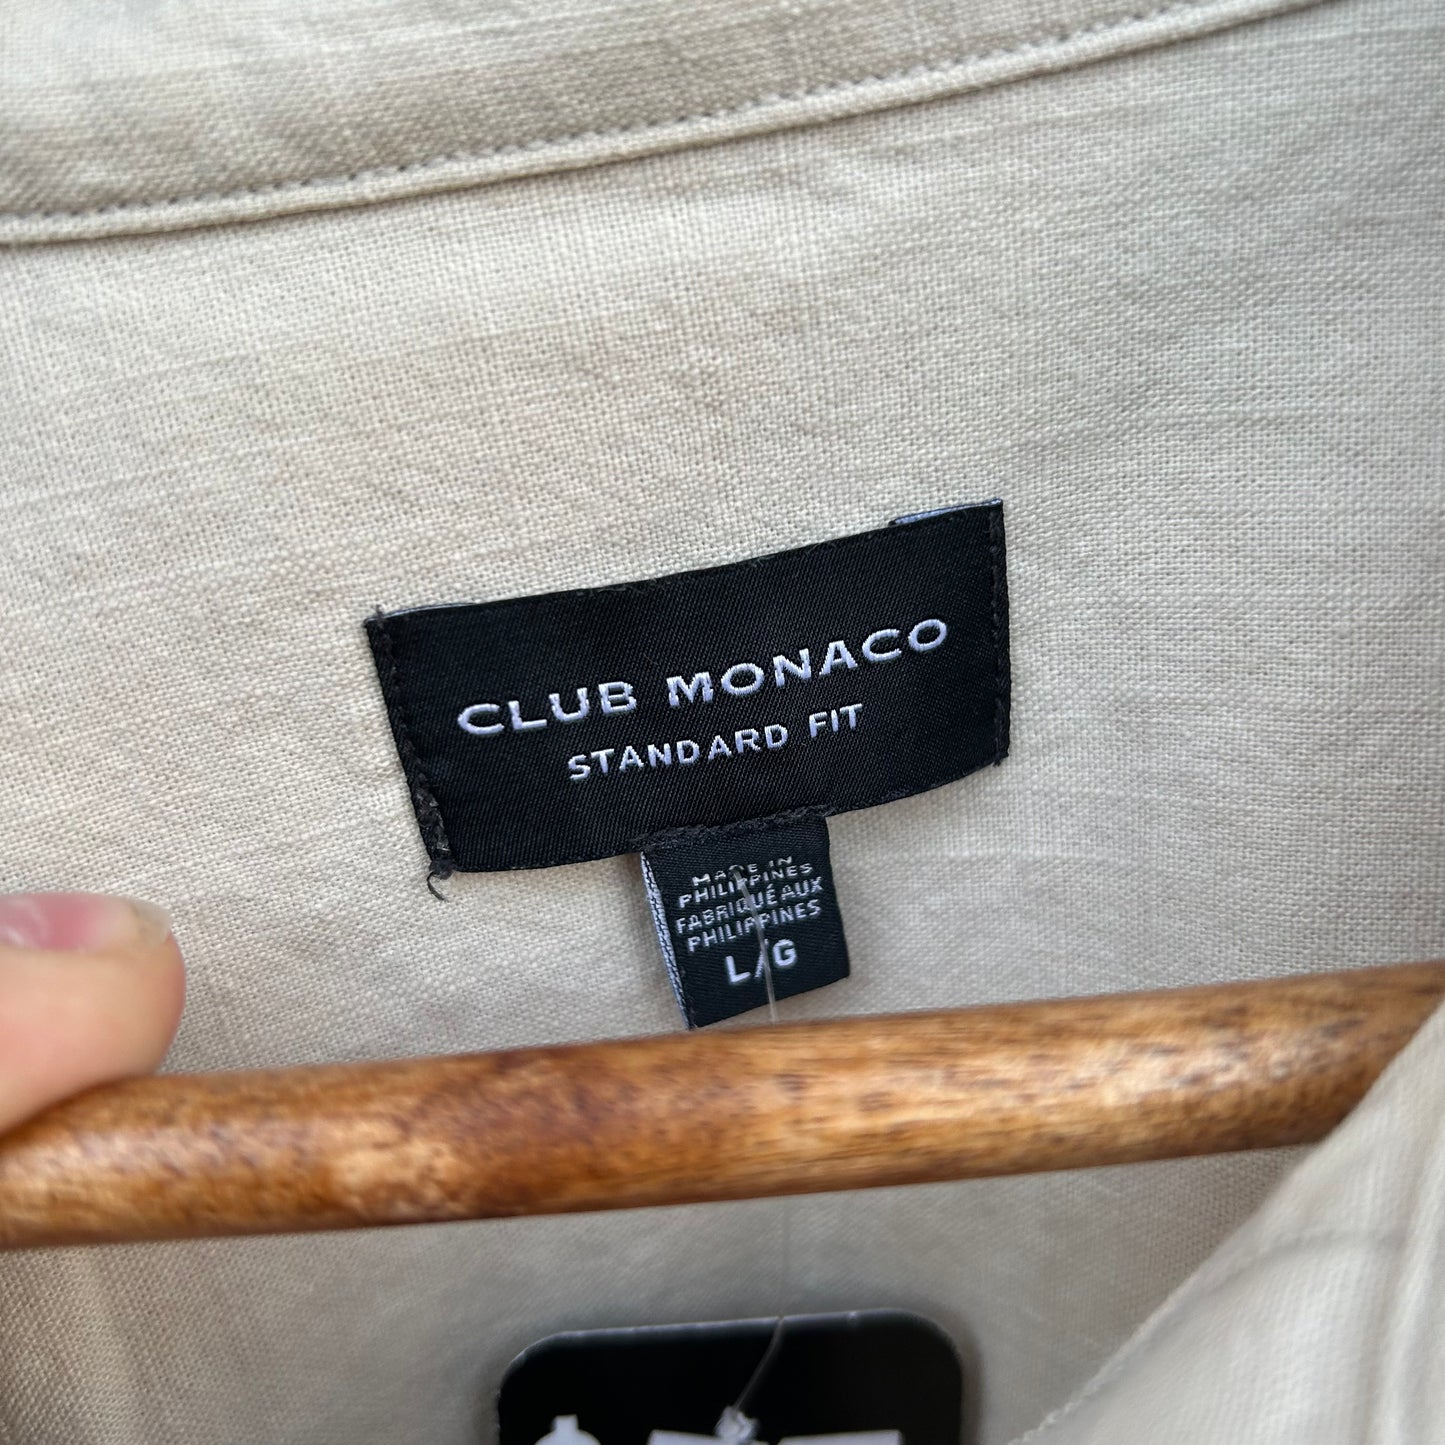 CLUB MONACO
STANDARD FIT
MADE IN
PHILIPPINES
FABRIQUÉ AUX
PHILIPPINES
L/G